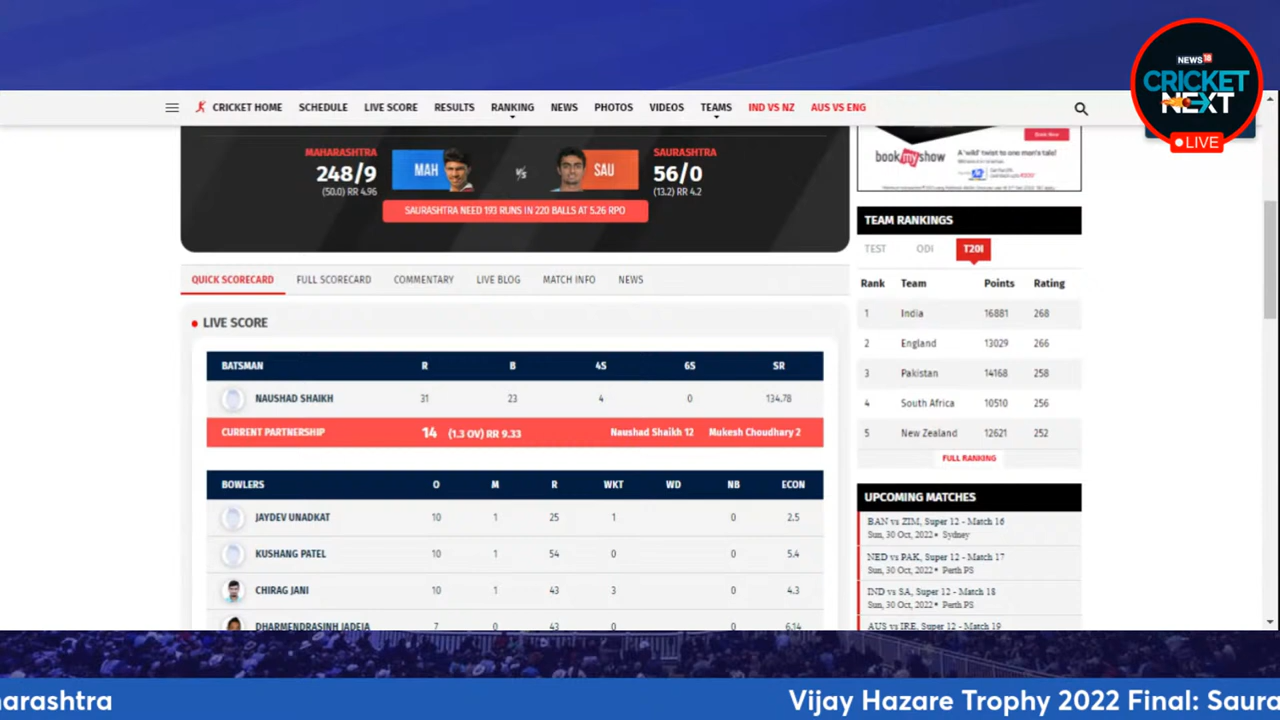 NEWS18
CRICKET
NEXT
LIVE
CRICKET HOME SCHEDULE LIVE SCORE RESULTS RANKING NEWS PHOTOS VIDEOS TEAMS IND VS NZ AUS VS ENG
MAHARASHTRA
248/9
(50.0) RR 4.96
MAH
VS
SAU
SAURASHTRA
56/0
(13.2) RR 4.2
SAURASHTRA NEED 193 RUNS IN 220 BALLS AT 5.26 RPO
Book Now
bookmyshow
A 'wild' twist to one man's tale!
QUICK SCORECARD FULL SCORECARD COMMENTARY LIVE BLOG MATCH INFO NEWS
LIVE SCORE
BATSMAN R B 4S 6S SR
NAUSHAD SHAIKH 31 23 4 0 134.78
CURRENT PARTNERSHIP 14 (1.3 OV) RR 9.33 Naushad Shaikh 12 Mukesh Choudhary 2
BOWLERS O M R WKT WD NB ECON
JAYDEV UNADKAT 10 1 25 1 0 2.5
KUSHANG PATEL 10 1 54 0 0 5.4
CHIRAG JANI 10 1 43 3 0 4.3
DHARMENDRASINH JADEJA 7 0 43 0 0 6.14
TEAM RANKINGS
TEST ODI T20I
Rank Team Points Rating
1 India 16881 268
2 England 13029 266
3 Pakistan 14168 258
4 South Africa 10510 256
5 New Zealand 12621 252
FULL RANKING
UPCOMING MATCHES
BAN vs ZIM, Super 12 - Match 16
Sun, 30 Oct, 2022 • Sydney
NED vs PAK, Super 12 - Match 17
Sun, 30 Oct, 2022 • Perth PS
IND vs SA, Super 12 - Match 18
Sun, 30 Oct, 2022 • Perth PS
AUS vs IRE, Super 12 - Match 19
arashtra Vijay Hazare Trophy 2022 Final: Saura